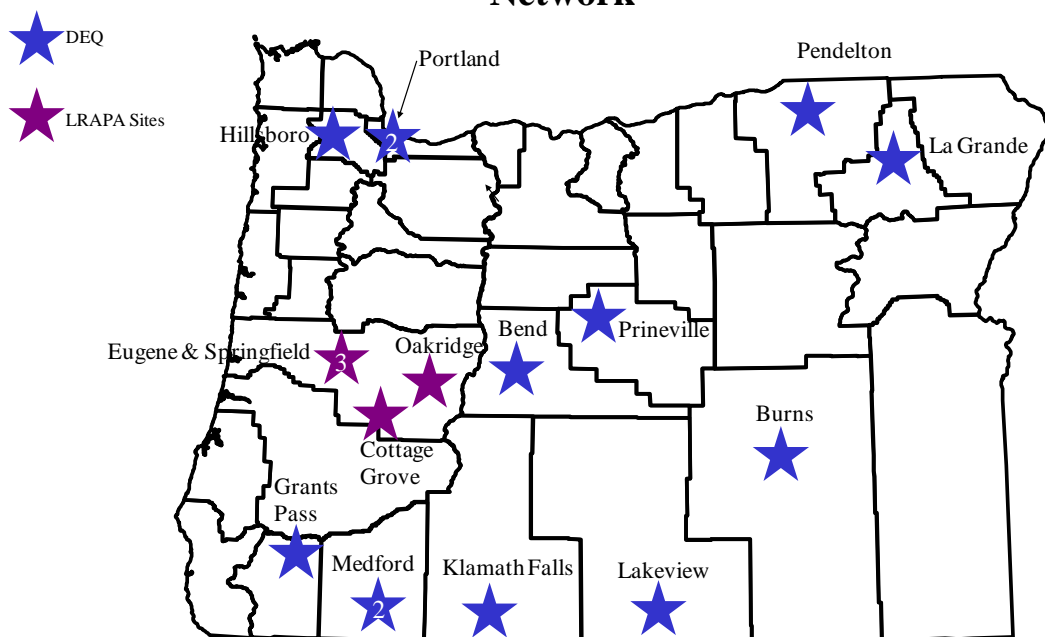 Network
DEQ
LRAPA Sites
Portland
Pendelton
Hillsboro
2
La Grande
Bend
Prineville
Eugene & Springfield
3
Oakridge
Burns
Cottage
Grove
Grants
Pass
Medford
2
Klamath Falls
Lakeview